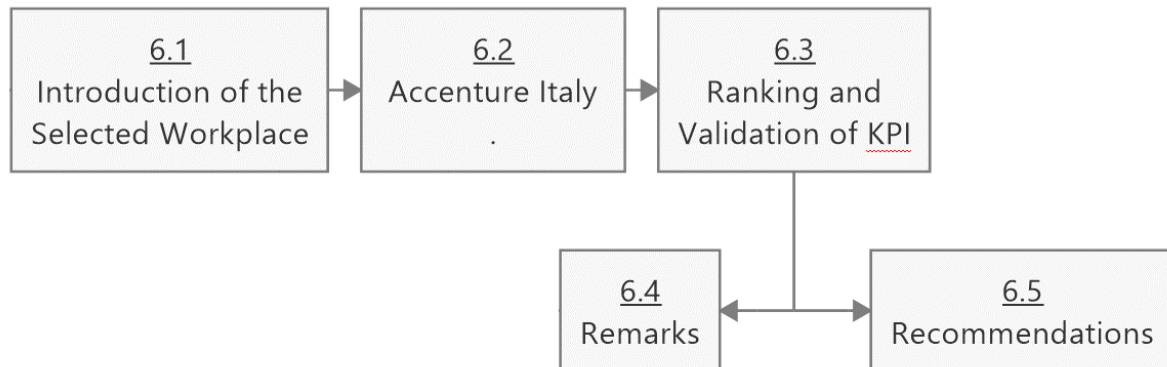 6.1
Introduction of the
Selected Workplace
6.2
Accenture Italy
.
6.3
Ranking and
Validation of KPI
6.4
Remarks
6.5
Recommendations